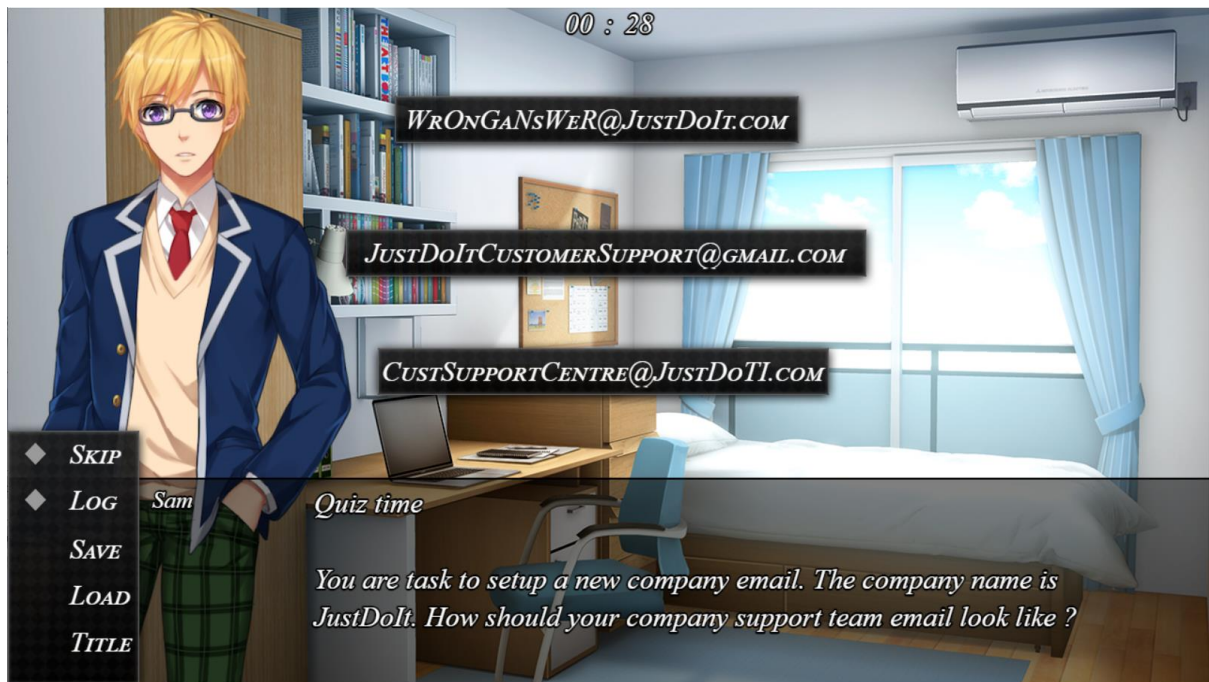 00 : 28
WrOnGaNsWeR@JustDoIt.com
JustDoItCustomerSupport@gmail.com
CustSupportCentre@JustDoTI.com
Skip
Log
Save
Load
Title
Sam
Quiz time
You are task to setup a new company email. The company name is
JustDoIt. How should your company support team email look like ?